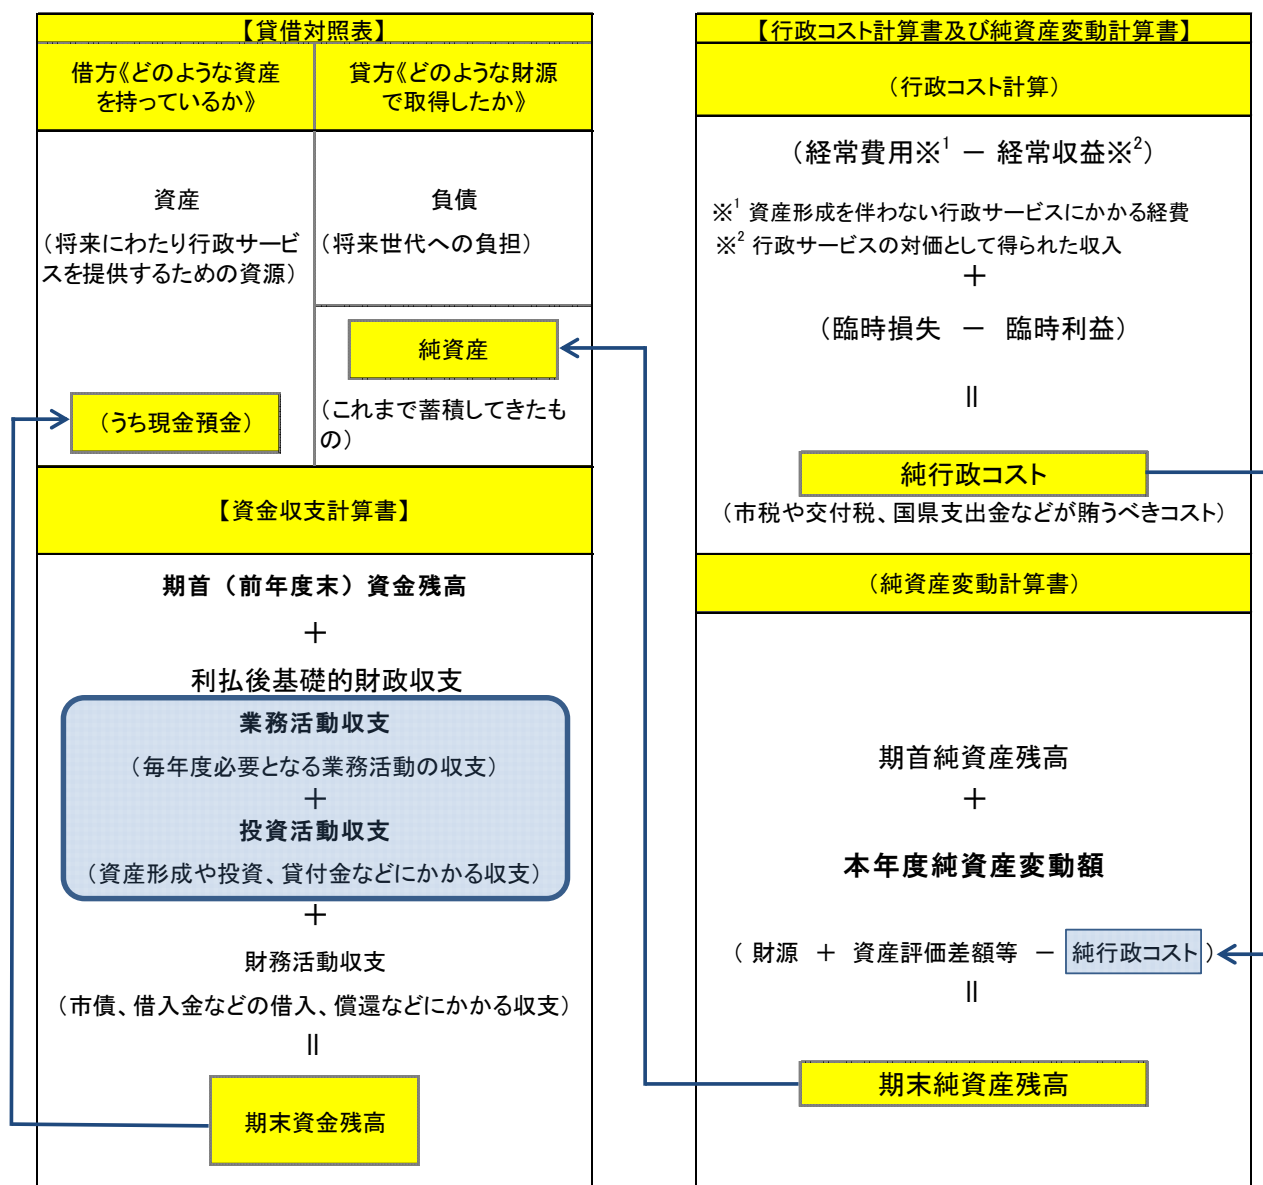 【貸借対照表】
借方《どのような資産
を持っているか》
貸方《どのような財源
で取得したか》
資産
（将来にわたり行政サービ
スを提供するための資源）
（うち現金預金）
負債
（将来世代への負担）
純資産
（これまで蓄積してきたも
の）
【資金収支計算書】
期首（前年度末）資金残高
＋
利払後基礎的財政収支
業務活動収支
（毎年度必要となる業務活動の収支）
＋
投資活動収支
（資産形成や投資、貸付金などにかかる収支）
＋
財務活動収支
（市債、借入金などの借入、償還などにかかる収支）
＝
期末資金残高
【行政コスト計算書及び純資産変動計算書】
（行政コスト計算）
（経常費用※1 － 経常収益※2）
※1 資産形成を伴わない行政サービスにかかる経費
※2 行政サービスの対価として得られた収入
＋
（臨時損失 － 臨時利益）
＝
純行政コスト
（市税や交付税、国県支出金などが賄うべきコスト）
（純資産変動計算書）
期首純資産残高
＋
本年度純資産変動額
（ 財源 ＋ 資産評価差額等 － 純行政コスト ）
＝
期末純資産残高